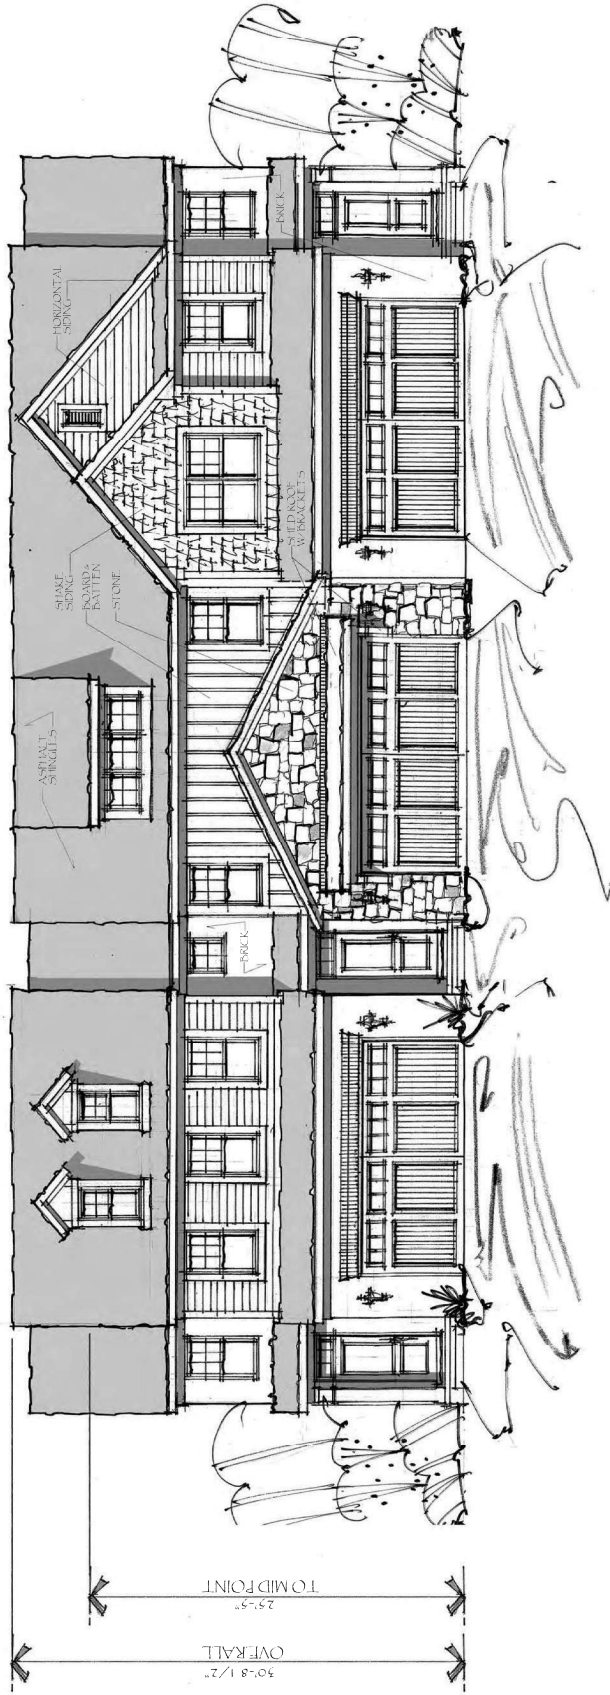 HORIZONTAL
SIDING
BRICK
SHAKE
SIDING
BOARD &
BATTEN
STONE
SHED ROOF
W/ BRACKETS
ASPHALT
SHINGLES
BRICK
25'-5"
TO MID POINT
30'-8 1/2"
OVERALL